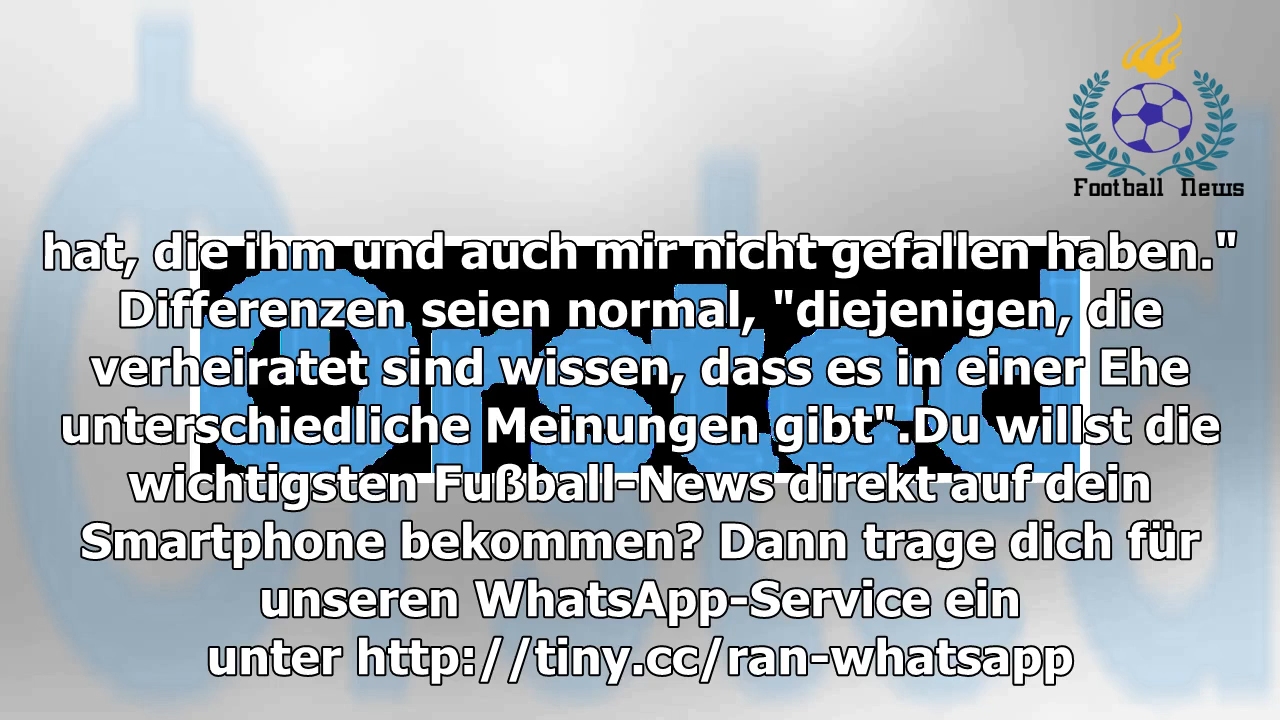 Football News
hat, die ihm und auch mir nicht gefallen haben."
Differenzen seien normal, "diejenigen, die
verheiratet sind wissen, dass es in einer Ehe
unterschiedliche Meinungen gibt".Du willst die
wichtigsten Fußball-News direkt auf dein
Smartphone bekommen? Dann trage dich für
unseren WhatsApp-Service ein
unter http://tiny.cc/ran-whatsapp
Ørsted